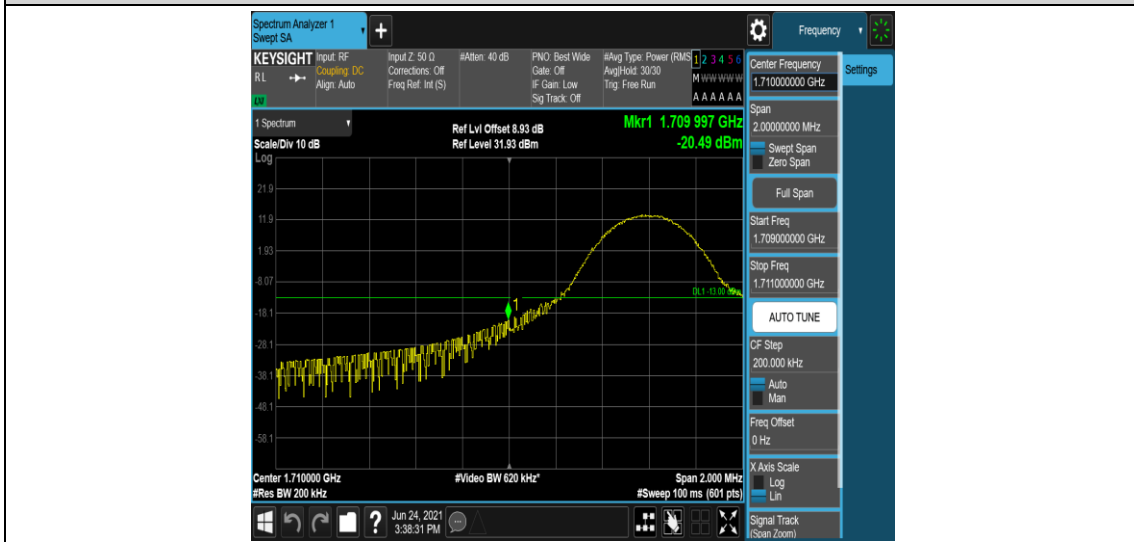 Spectrum Analyzer 1
Swept SA
+
Frequency
KEYSIGHT
RL
Input: RF
Coupling: DC
Align: Auto
Input Z: 50 Ω
Corrections: Off
Freq Ref: Int (S)
#Atten: 40 dB
PNO: Best Wide
Gate: Off
IF Gain: Low
Sig Track: Off
#Avg Type: Power (RMS
Avg|Hold: 30/30
Trig: Free Run
1 2 3 4 5 6
M W W W W W
A A A A A A
1 Spectrum
Scale/Div 10 dB
Log
Ref Lvl Offset 8.93 dB
Ref Level 31.93 dBm
Mkr1 1.709 997 GHz
-20.49 dBm
21.9
11.9
1.93
-8.07
-18.1
-28.1
-38.1
-48.1
-58.1
1
DL1 -13.00 dBm
Center 1.710000 GHz
#Res BW 200 kHz
#Video BW 620 kHz*
Span 2.000 MHz
#Sweep 100 ms (601 pts)
Center Frequency
1.710000000 GHz
Settings
Span
2.00000000 MHz
Swept Span
Zero Span
Full Span
Start Freq
1.709000000 GHz
Stop Freq
1.711000000 GHz
AUTO TUNE
CF Step
200.000 kHz
Auto
Man
Freq Offset
0 Hz
X Axis Scale
Log
Lin
Signal Track
(Span Zoom)
?
Jun 24, 2021
3:38:31 PM